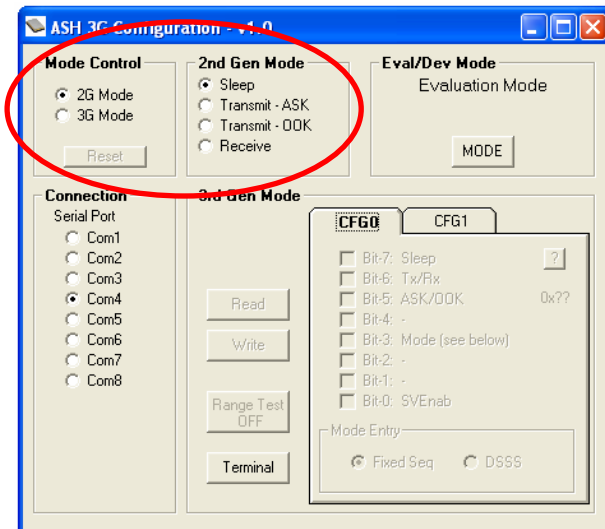 ASH 3G Configuration - v1.0
Mode Control
2G Mode
3G Mode
Reset
2nd Gen Mode
Sleep
Transmit - ASK
Transmit - OOK
Receive
Eval/Dev Mode
Evaluation Mode
MODE
Connection
Serial Port
Com1
Com2
Com3
Com4
Com5
Com6
Com7
Com8
3rd Gen Mode
Read
Write
Range Test
OFF
Terminal
CFG0 CFG1
Bit-7: Sleep ?
Bit-6: Tx/Rx
Bit-5: ASK/OOK 0x??
Bit-4: -
Bit-3: Mode (see below)
Bit-2: -
Bit-1: -
Bit-0: SVEnab
Mode Entry
Fixed Seq DSSS